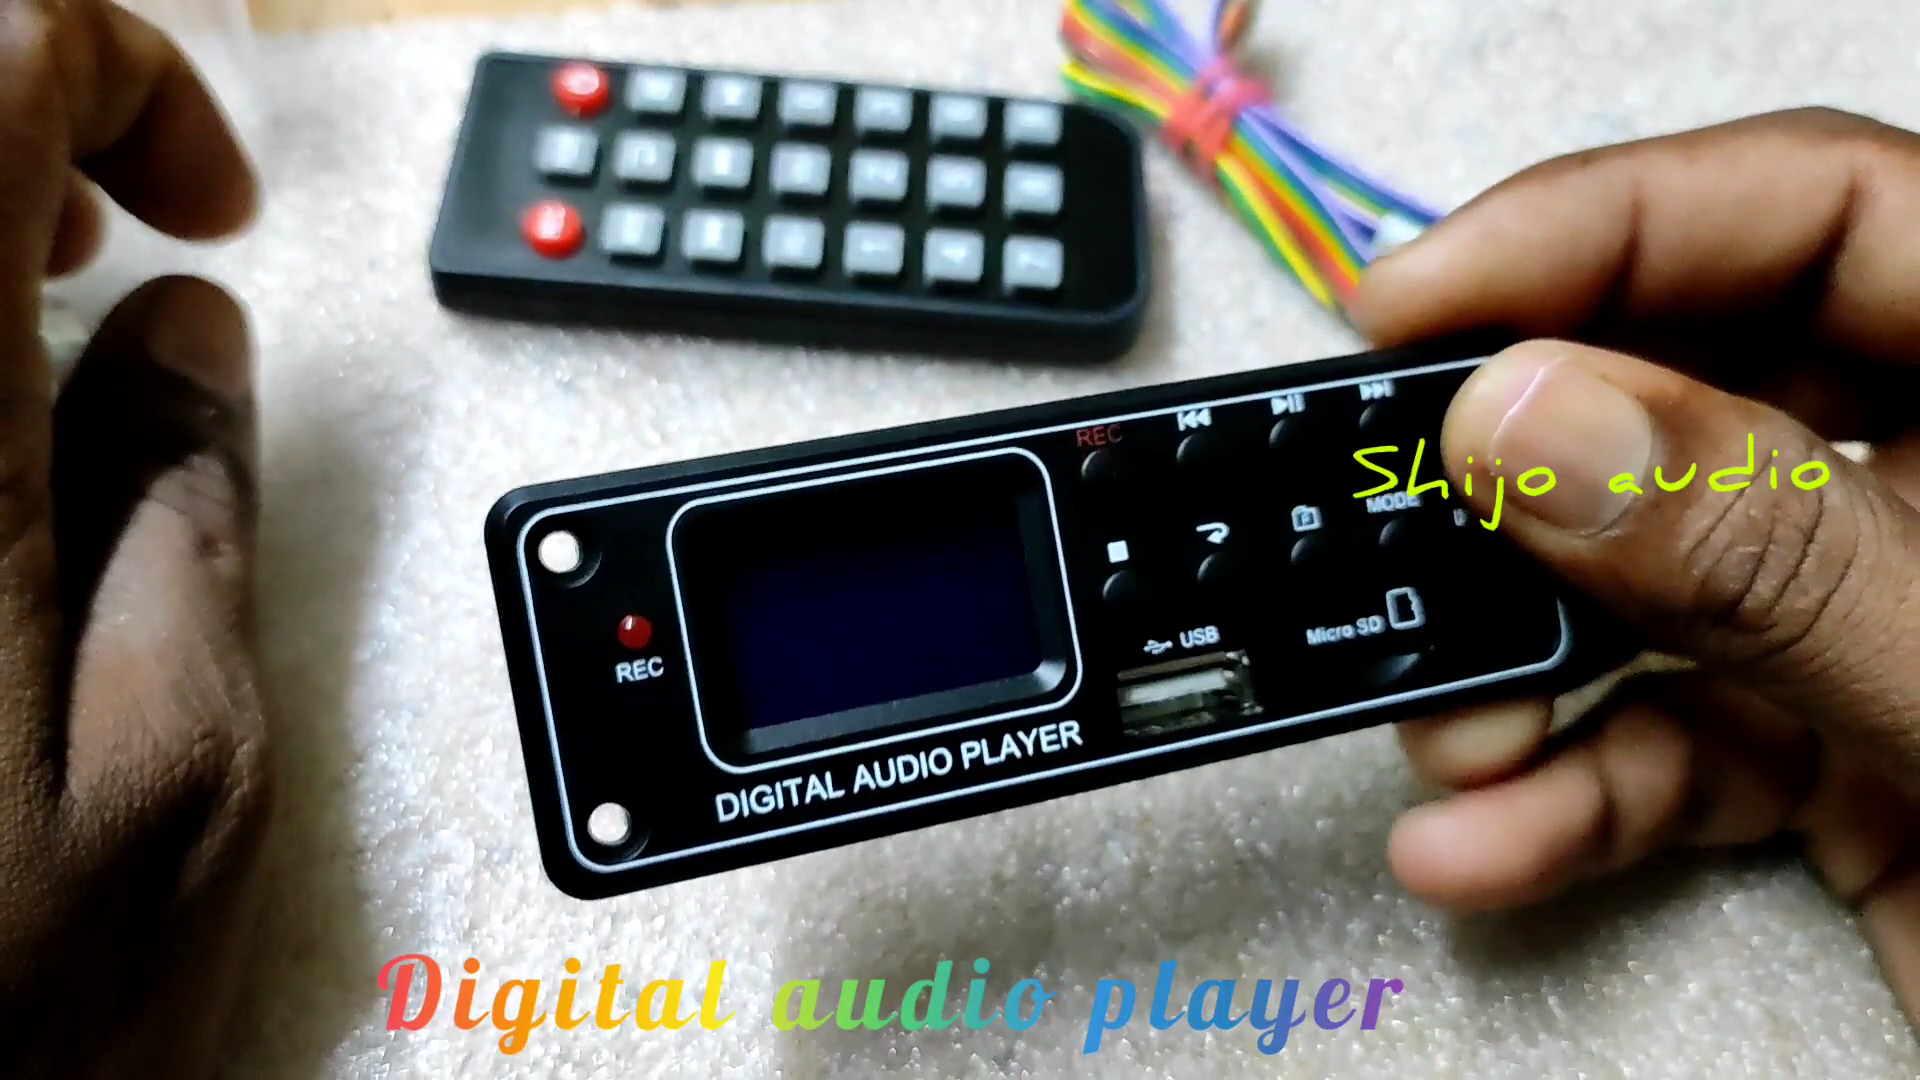 REC
Shijo audio
MODE
REC
USB
Micro SD
DIGITAL AUDIO PLAYER
Digital audio player